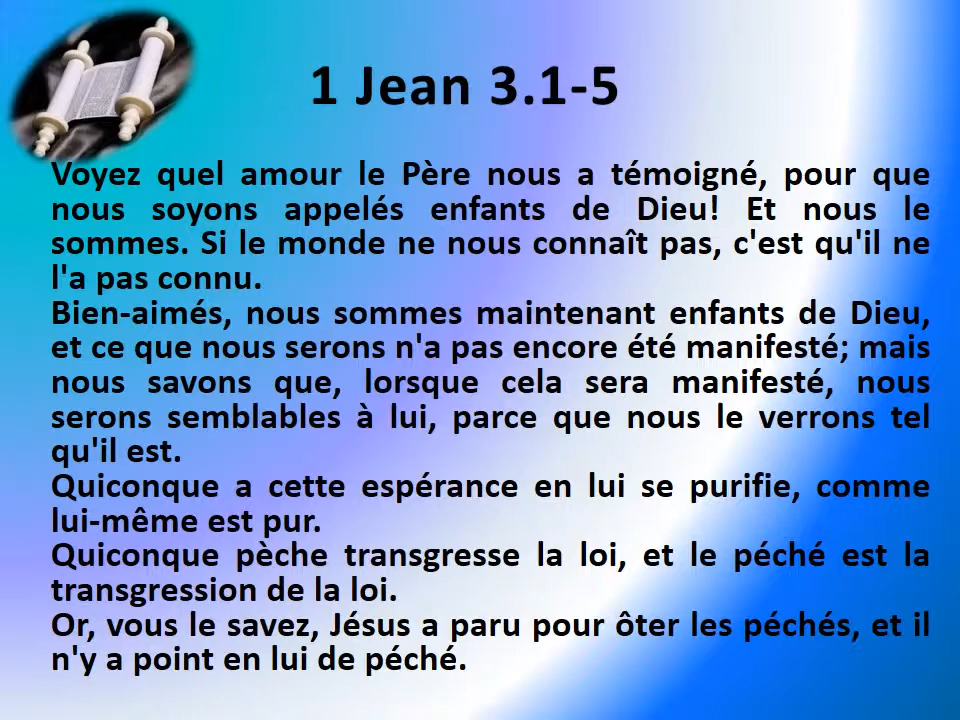 1 Jean 3.1-5
Voyez quel amour le Père nous a témoigné, pour que
nous soyons appelés enfants de Dieu! Et nous le
sommes. Si le monde ne nous connaît pas, c'est qu'il ne
l'a pas connu.
Bien-aimés, nous sommes maintenant enfants de Dieu,
et ce que nous serons n'a pas encore été manifesté; mais
nous savons que, lorsque cela sera manifesté, nous
serons semblables à lui, parce que nous le verrons tel
qu'il est.
Quiconque a cette espérance en lui se purifie, comme
lui-même est pur.
Quiconque pèche transgresse la loi, et le péché est la
transgression de la loi.
Or, vous le savez, Jésus a paru pour ôter les péchés, et il
n'y a point en lui de péché.